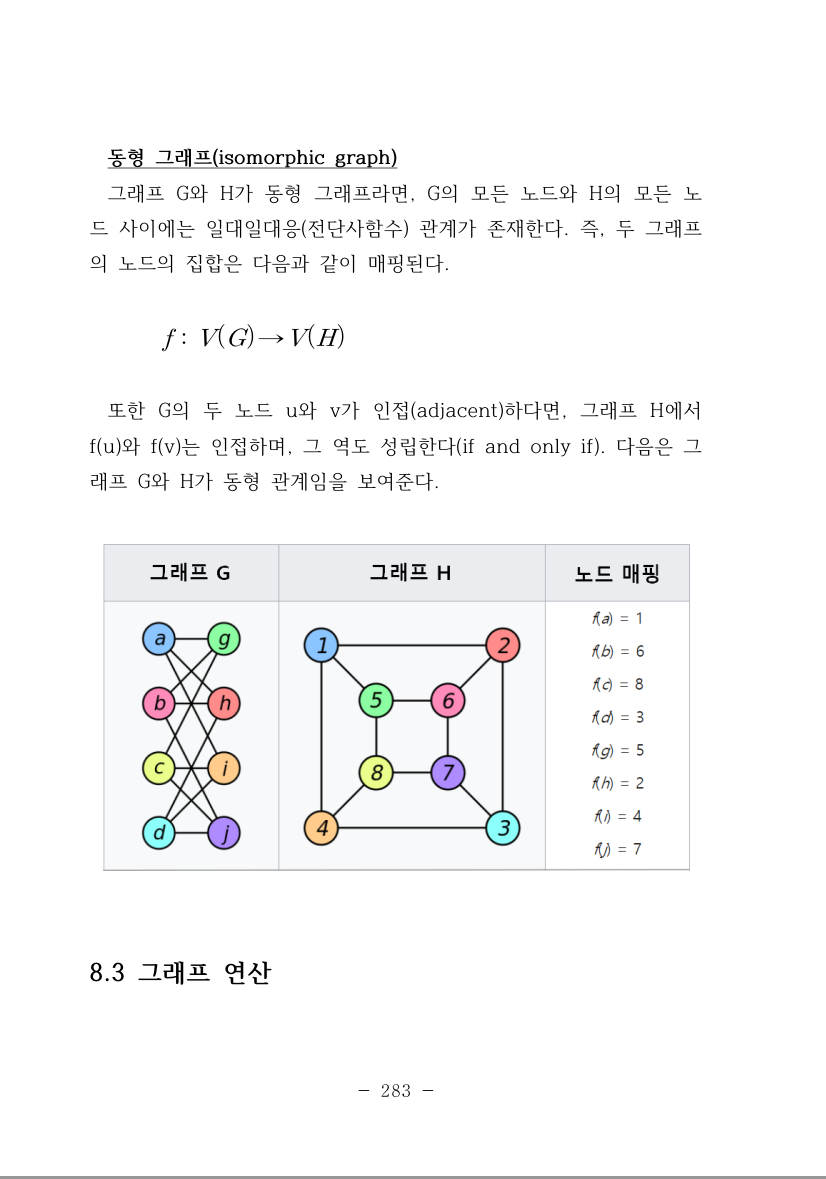 동형 그래프(isomorphic graph)
그래프 G와 H가 동형 그래프라면, G의 모든 노드와 H의 모든 노
드 사이에는 일대일대응(전단사함수) 관계가 존재한다. 즉, 두 그래프
의 노드의 집합은 다음과 같이 매핑된다.
f : V(G)→V(H)
또한 G의 두 노드 u와 v가 인접(adjacent)하다면, 그래프 H에서
f(u)와 f(v)는 인접하며, 그 역도 성립한다(if and only if). 다음은 그
래프 G와 H가 동형 관계임을 보여준다.
그래프 G
그래프 H
노드 매핑
a g
b h
c i
d j
1 2
5 6
8 7
4 3
f(a) = 1
f(b) = 6
f(c) = 8
f(d) = 3
f(g) = 5
f(h) = 2
f(i) = 4
f(j) = 7
8.3 그래프 연산
- 283 -